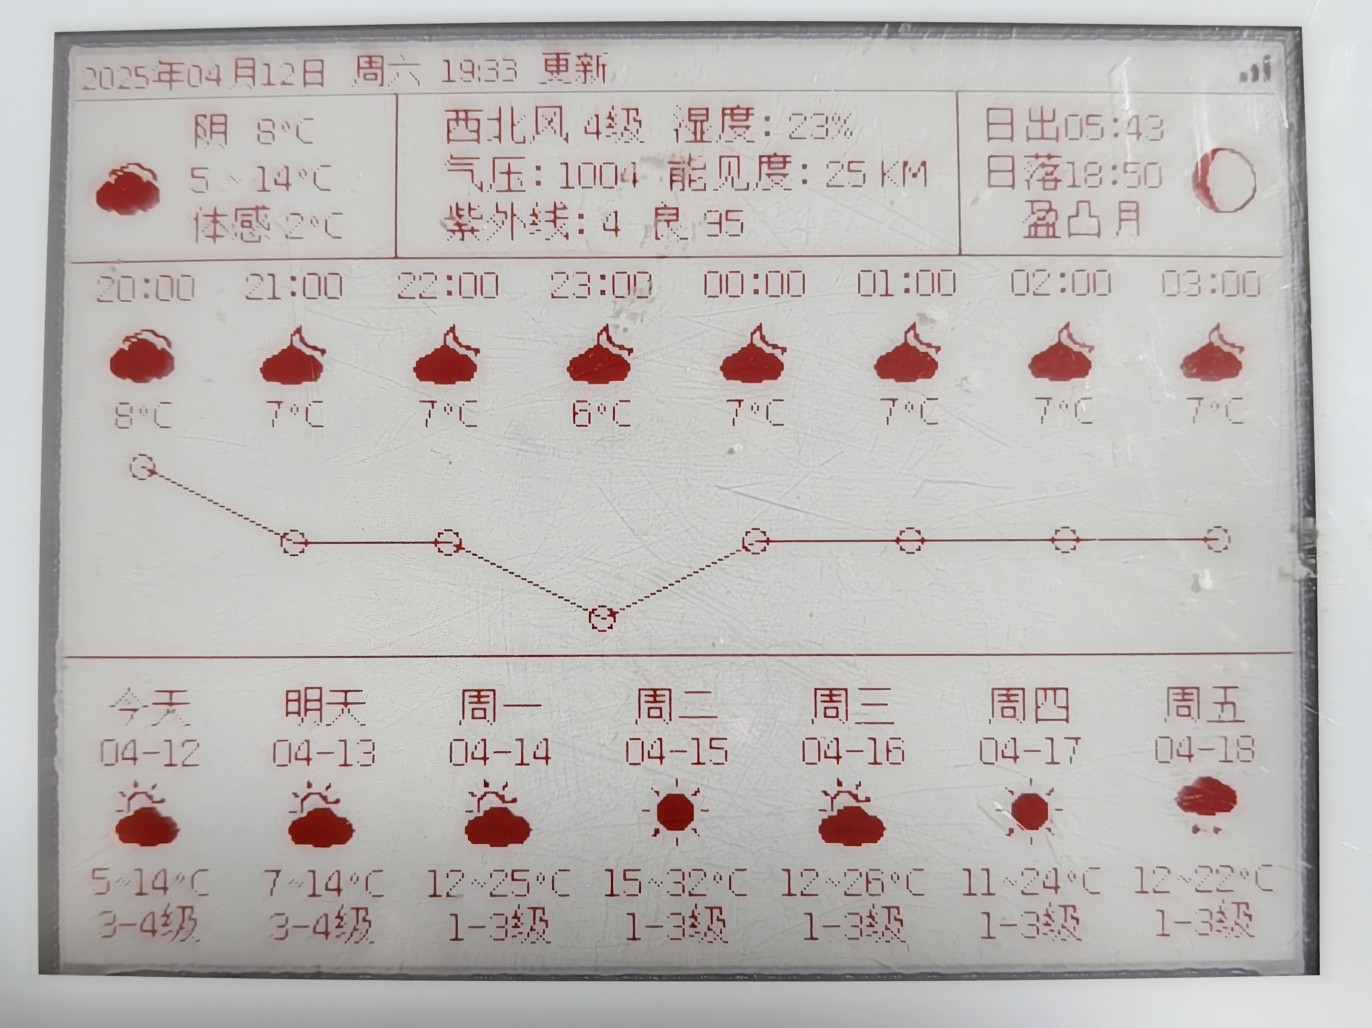 2025年04月12日 周六 19:33 更新
阴 8°C
5~14°C
体感 2°C
西北风 4级 湿度: 23%
气压: 1004 能见度: 25 KM
紫外线: 4 良 95
日出05:43
日落18:50
盈凸月
20:00 21:00 22:00 23:00 00:00 01:00 02:00 03:00
8°C 7°C 7°C 6°C 7°C 7°C 7°C 7°C
今天 明天 周一 周二 周三 周四 周五
04-12 04-13 04-14 04-15 04-16 04-17 04-18
5~14°C 7~14°C 12~25°C 15~32°C 12~26°C 11~24°C 12~22°C
3-4级 3-4级 1-3级 1-3级 1-3级 1-3级 1-3级